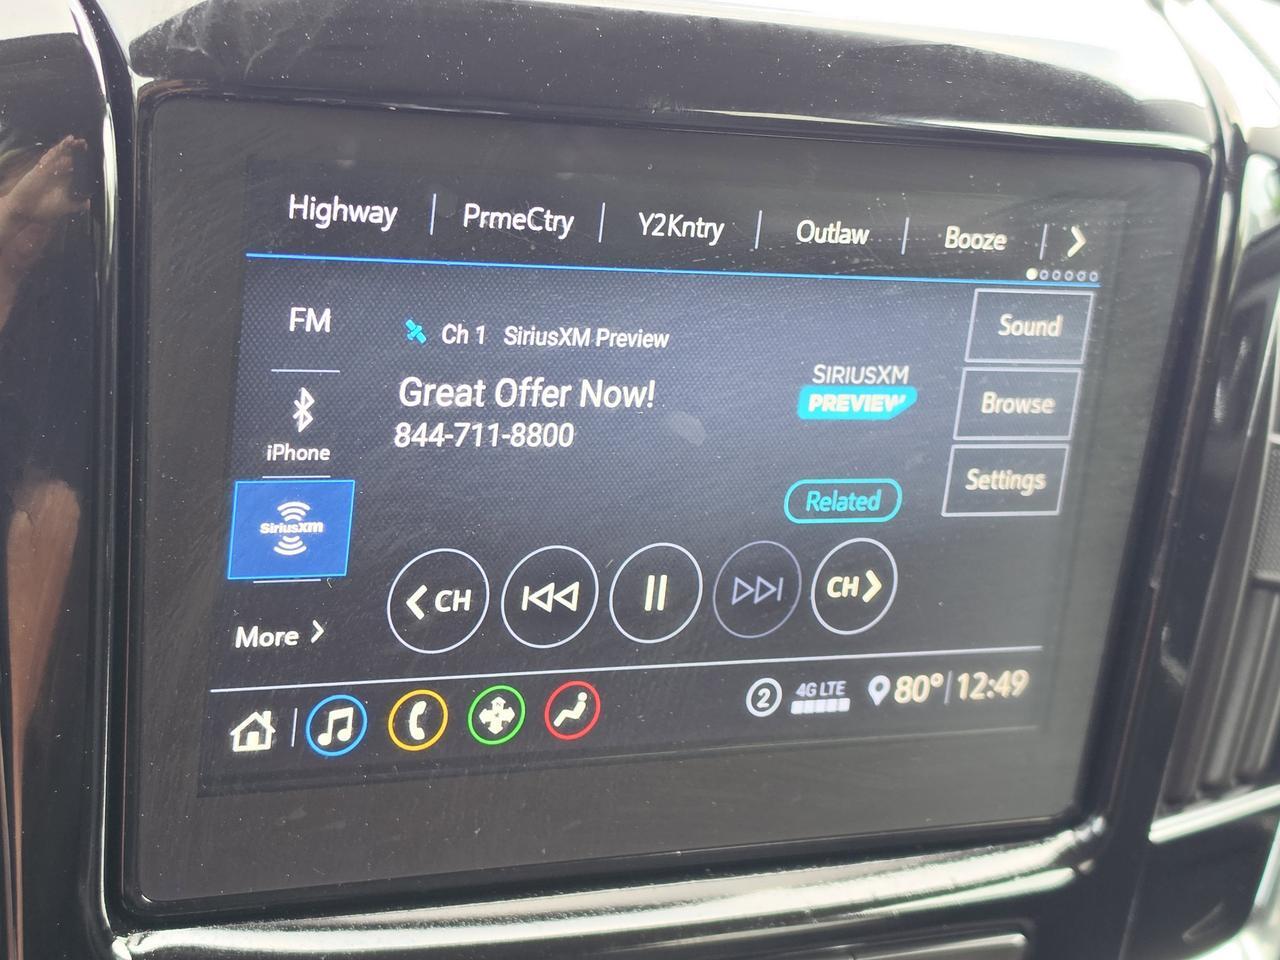 Highway
PrmeCtry
Y2Kntry
Outlaw
Booze
FM
Ch 1 SiriusXM Preview
Sound
Great Offer Now!
844-711-8800
SIRIUSXM
PREVIEW
Browse
iPhone
Settings
Related
SiriusXM
CH
CH
More
2
4G LTE
80°
12:49